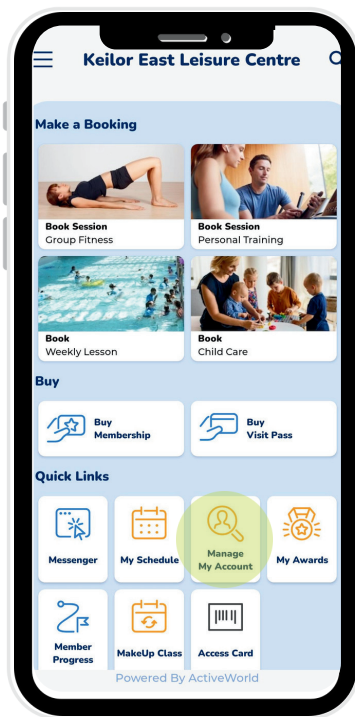 Keilor East Leisure Centre
Make a Booking
Book Session
Group Fitness
Book Session
Personal Training
Book
Weekly Lesson
Book
Child Care
Buy
Buy
Membership
Buy
Visit Pass
Quick Links
Messenger
My Schedule
Manage
My Account
My Awards
Member
Progress
MakeUp Class
Access Card
Powered By ActiveWorld